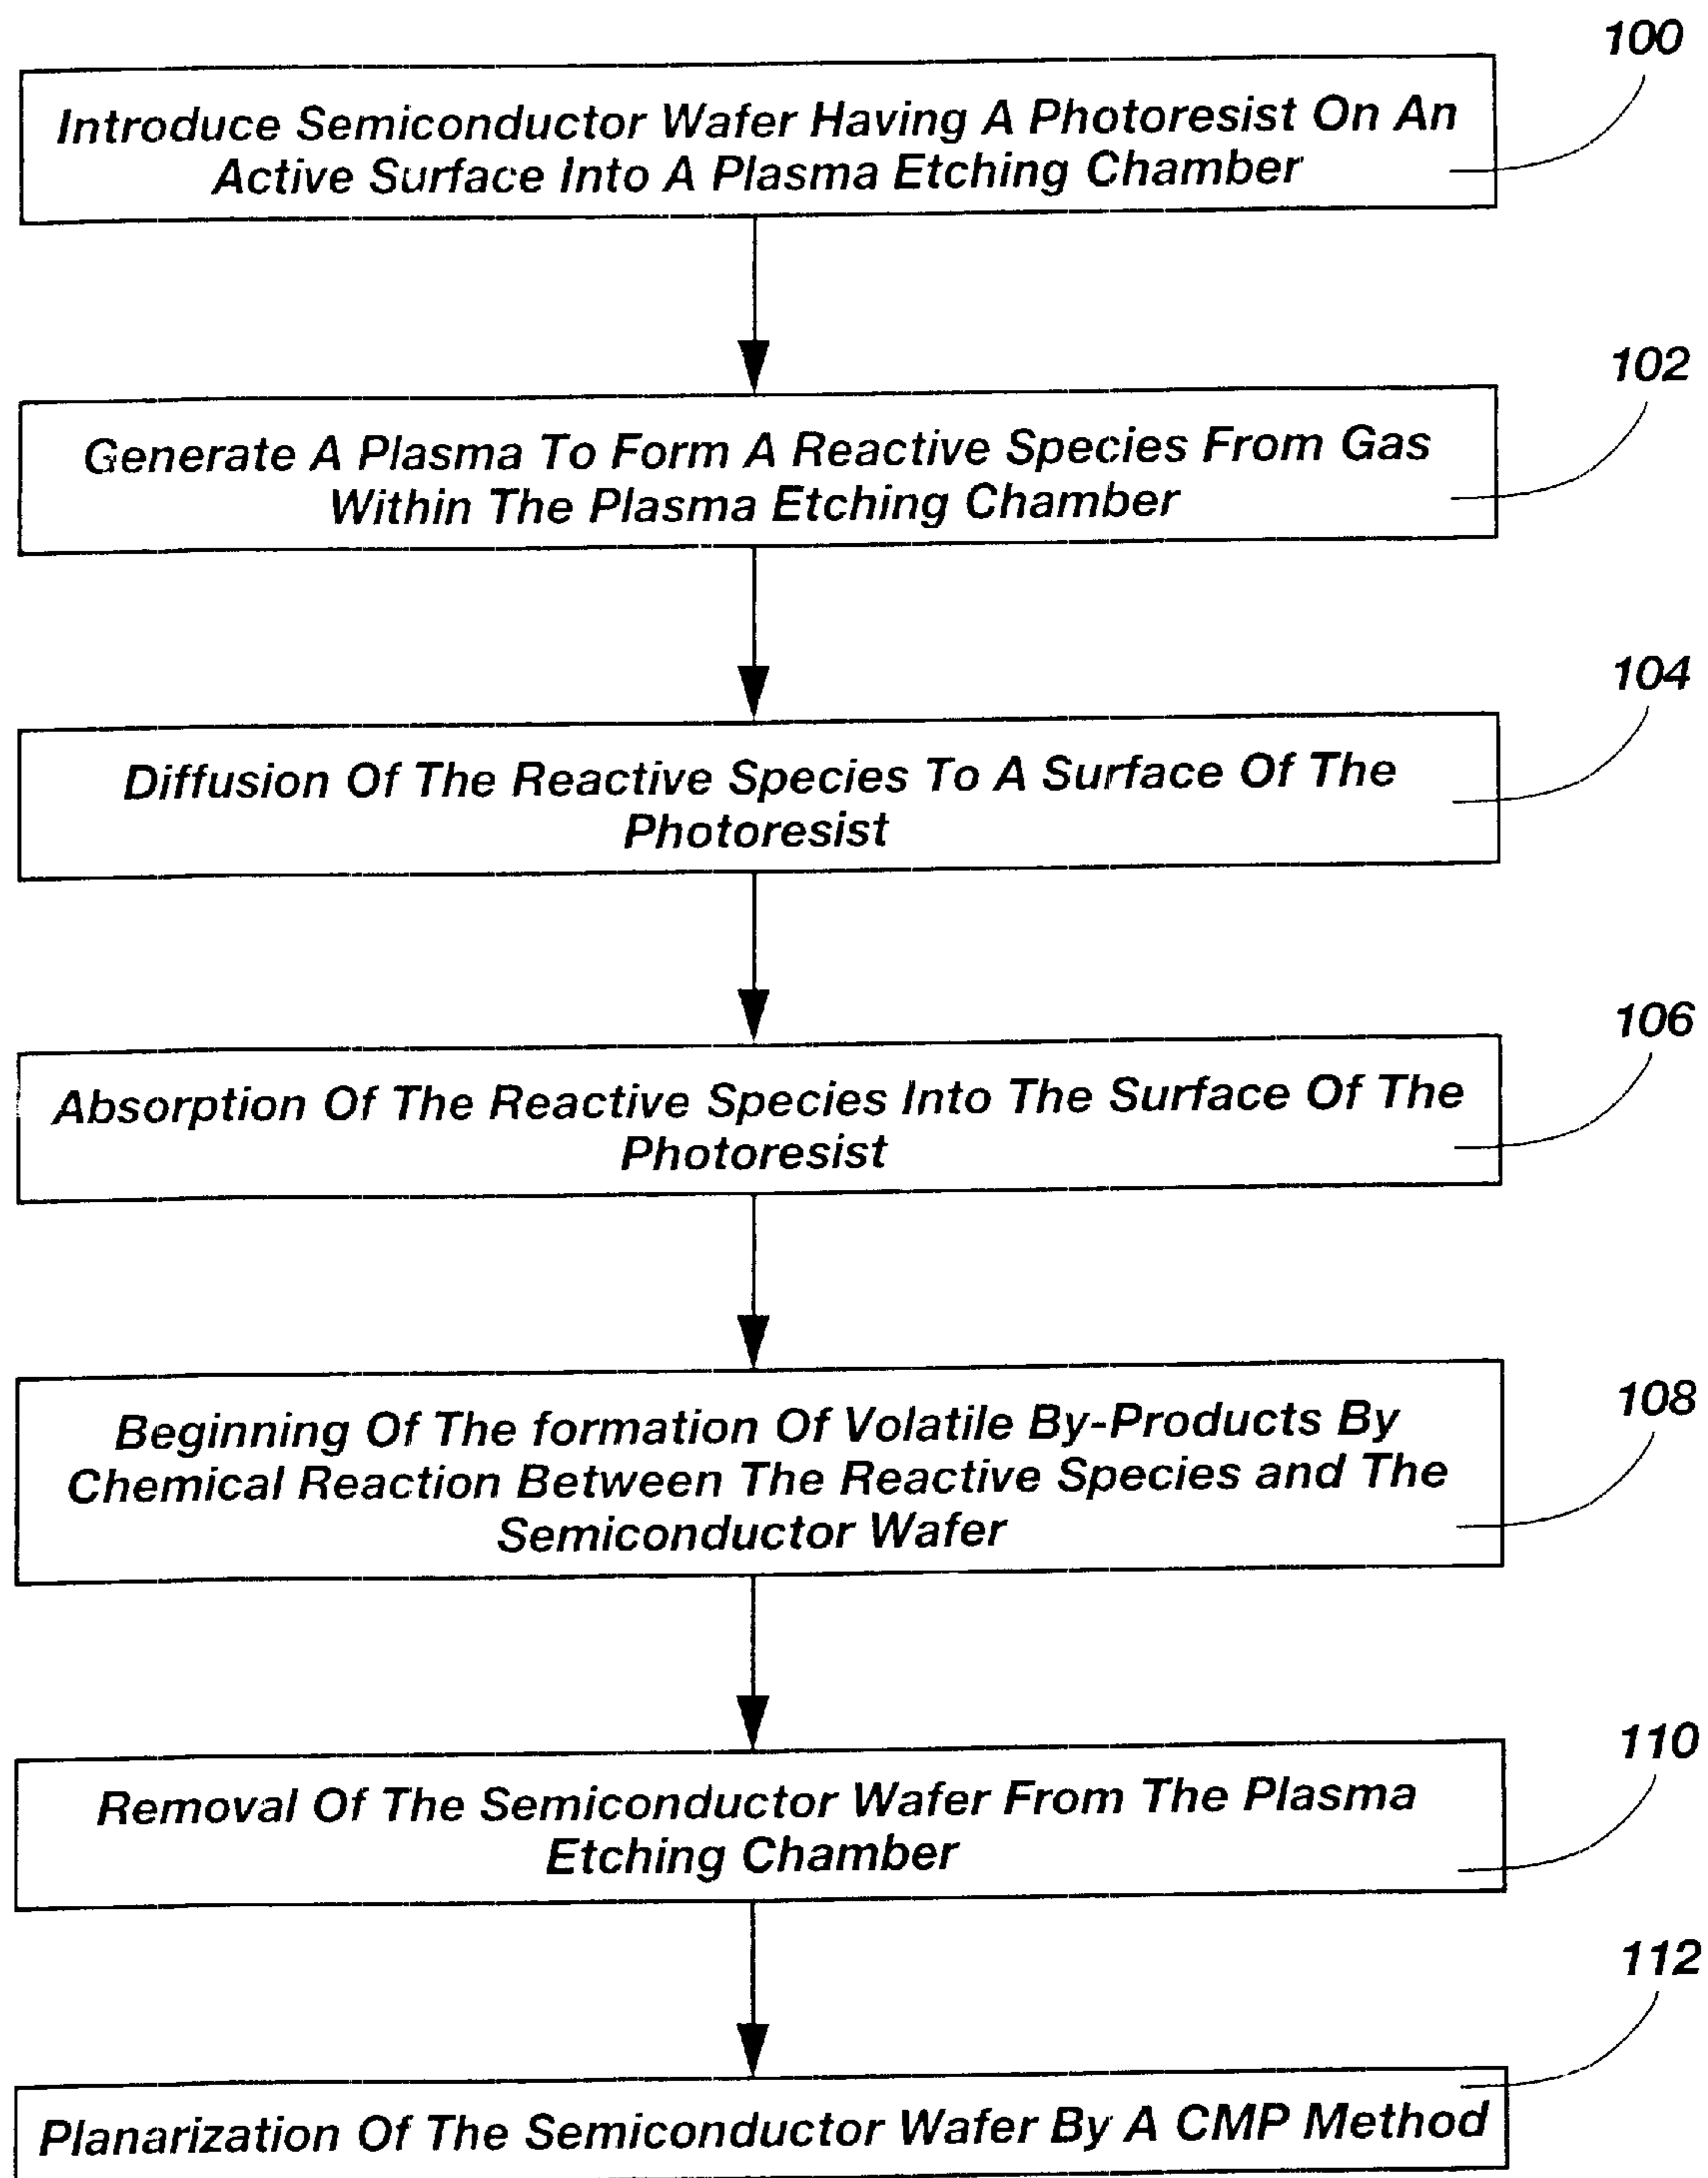 100
Introduce Semiconductor Wafer Having A Photoresist On An
Active Surface Into A Plasma Etching Chamber
102
Generate A Plasma To Form A Reactive Species From Gas
Within The Plasma Etching Chamber
104
Diffusion Of The Reactive Species To A Surface Of The
Photoresist
106
Absorption Of The Reactive Species Into The Surface Of The
Photoresist
108
Beginning Of The formation Of Volatile By-Products By
Chemical Reaction Between The Reactive Species and The
Semiconductor Wafer
110
Removal Of The Semiconductor Wafer From The Plasma
Etching Chamber
112
Planarization Of The Semiconductor Wafer By A CMP Method